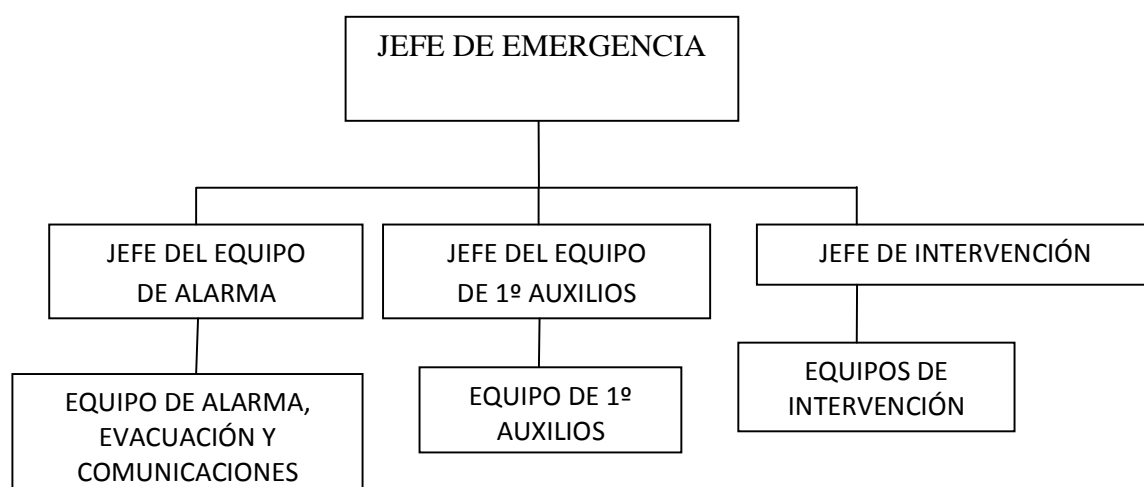 JEFE DE EMERGENCIA
JEFE DEL EQUIPO
DE ALARMA
JEFE DEL EQUIPO
DE 1º AUXILIOS
JEFE DE INTERVENCIÓN
EQUIPO DE ALARMA,
EVACUACIÓN Y
COMUNICACIONES
EQUIPO DE 1º
AUXILIOS
EQUIPOS DE
INTERVENCIÓN